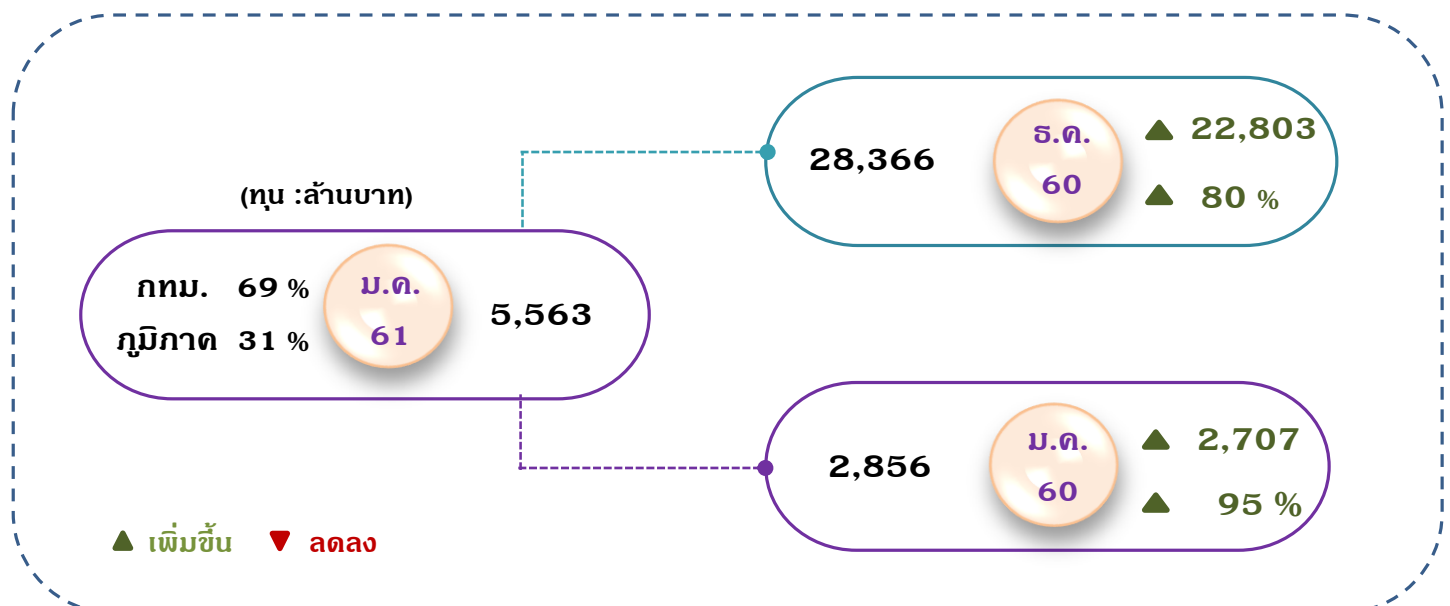 (ทุน :ล้านบาท)
กทม. 69 %
ภูมิภาค 31 %
ม.ค.
61
5,563
28,366
ธ.ค.
60
▲ 22,803
▲ 80 %
2,856
ม.ค.
60
▲ 2,707
▲ 95 %
▲ เพิ่มขึ้น ▼ ลดลง